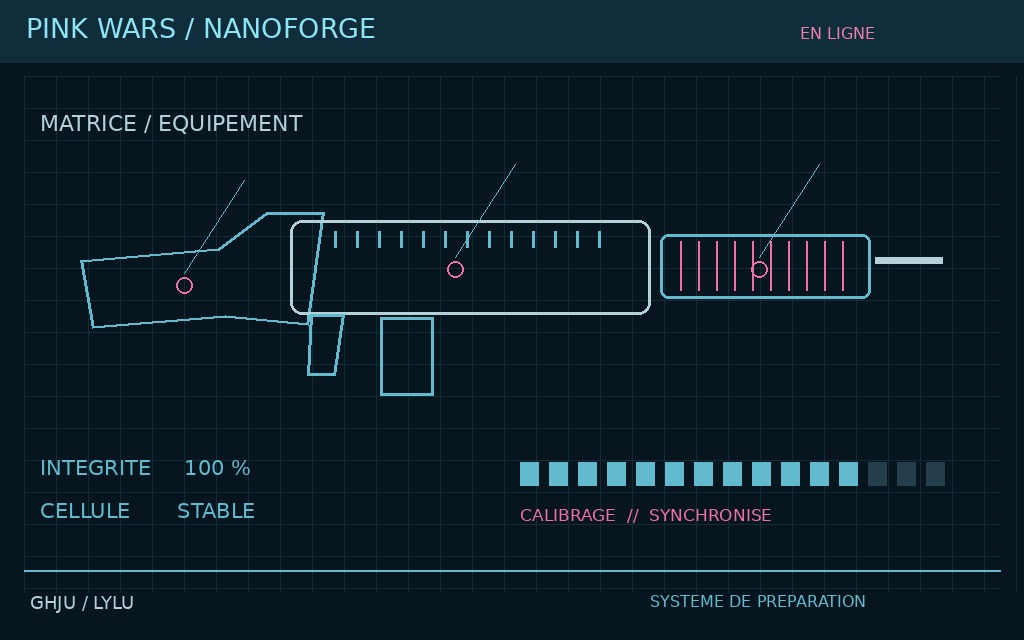 PINK WARS / NANOFORGE
EN LIGNE
MATRICE / EQUIPEMENT
INTEGRITE 100 %
CELLULE STABLE
CALIBRAGE // SYNCHRONISE
GHJU / LYLU
SYSTEME DE PREPARATION